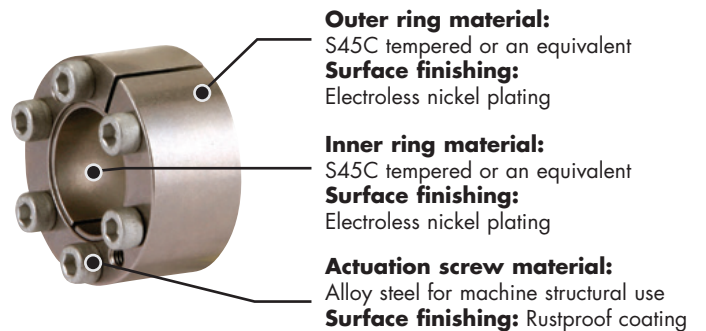 Outer ring material:
S45C tempered or an equivalent
Surface finishing:
Electroless nickel plating
Inner ring material:
S45C tempered or an equivalent
Surface finishing:
Electroless nickel plating
Actuation screw material:
Alloy steel for machine structural use
Surface finishing: Rustproof coating